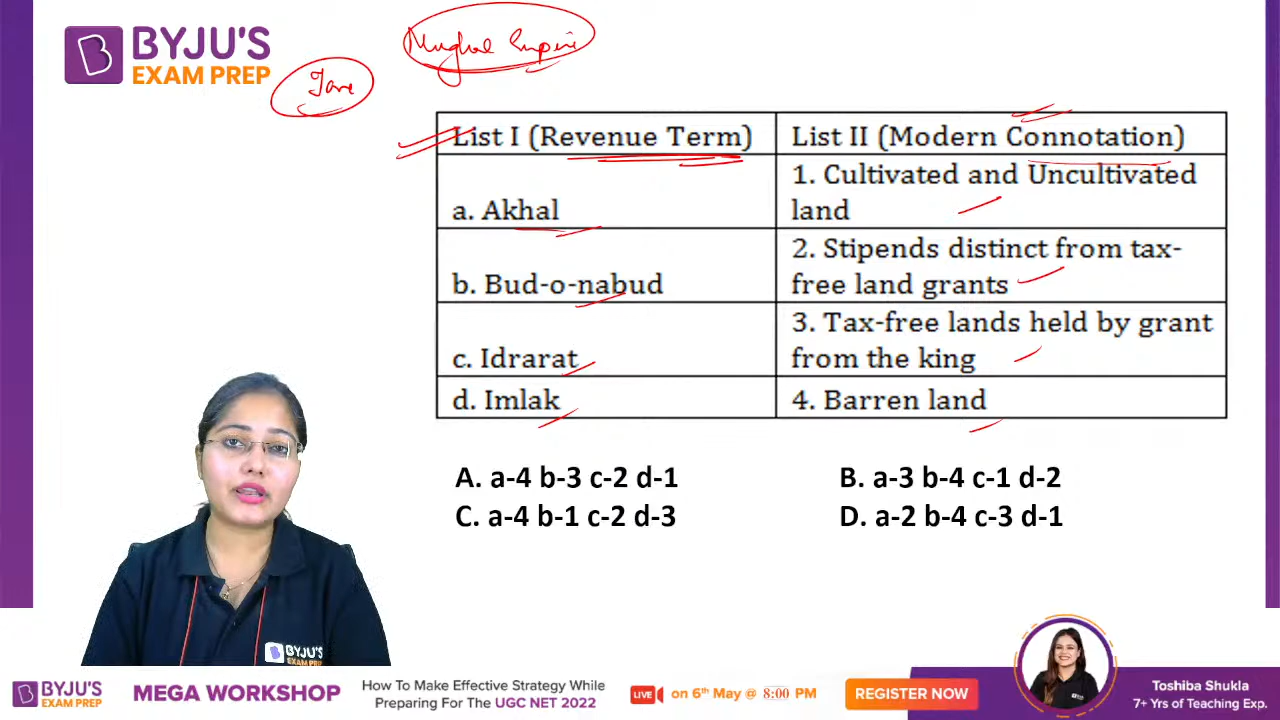 BYJU'S
EXAM PREP
Mughal Empire
List I (Revenue Term)
List II (Modern Connotation)
a. Akhal
1. Cultivated and Uncultivated
land
b. Bud-o-nabud
2. Stipends distinct from tax-
free land grants
c. Idrarat
3. Tax-free lands held by grant
from the king
d. Imlak
4. Barren land
A. a-4 b-3 c-2 d-1
B. a-3 b-4 c-1 d-2
C. a-4 b-1 c-2 d-3
D. a-2 b-4 c-3 d-1
BYJU'S
EXAM PREP
BYJU'S
EXAM PREP
MEGA WORKSHOP
How To Make Effective Strategy While
Preparing For The UGC NET 2022
LIVE on 6th May @ 8:00 PM
REGISTER NOW
Toshiba Shukla
7+ Yrs of Teaching Exp.